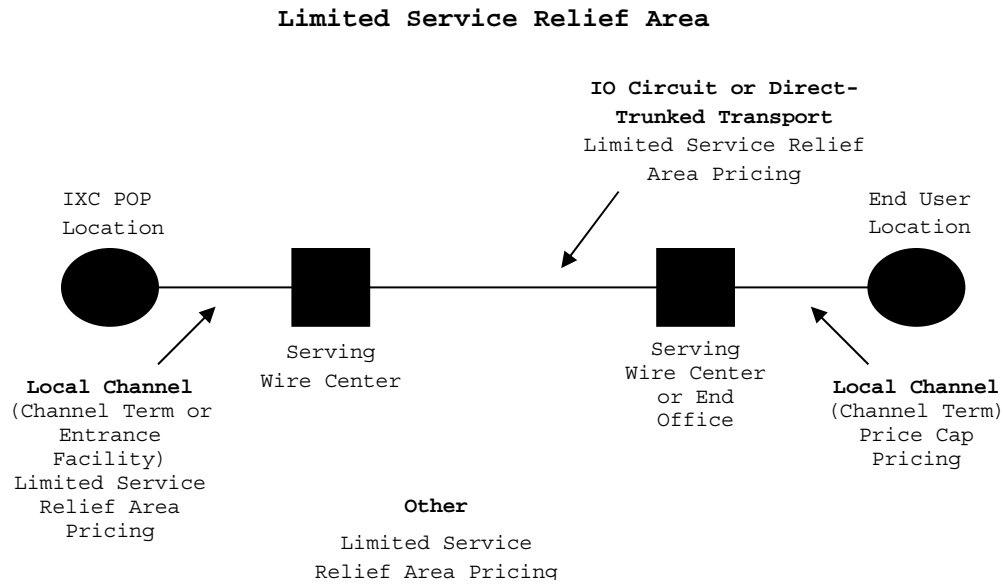 Limited Service Relief Area
IO Circuit or Direct-
Trunked Transport
Limited Service Relief
Area Pricing
IXC POP
Location
End User
Location
Serving
Wire Center
Serving
Wire Center
or End
Office
Local Channel
(Channel Term or
Entrance
Facility)
Limited Service
Relief Area
Pricing
Local Channel
(Channel Term)
Price Cap
Pricing
Other
Limited Service
Relief Area Pricing